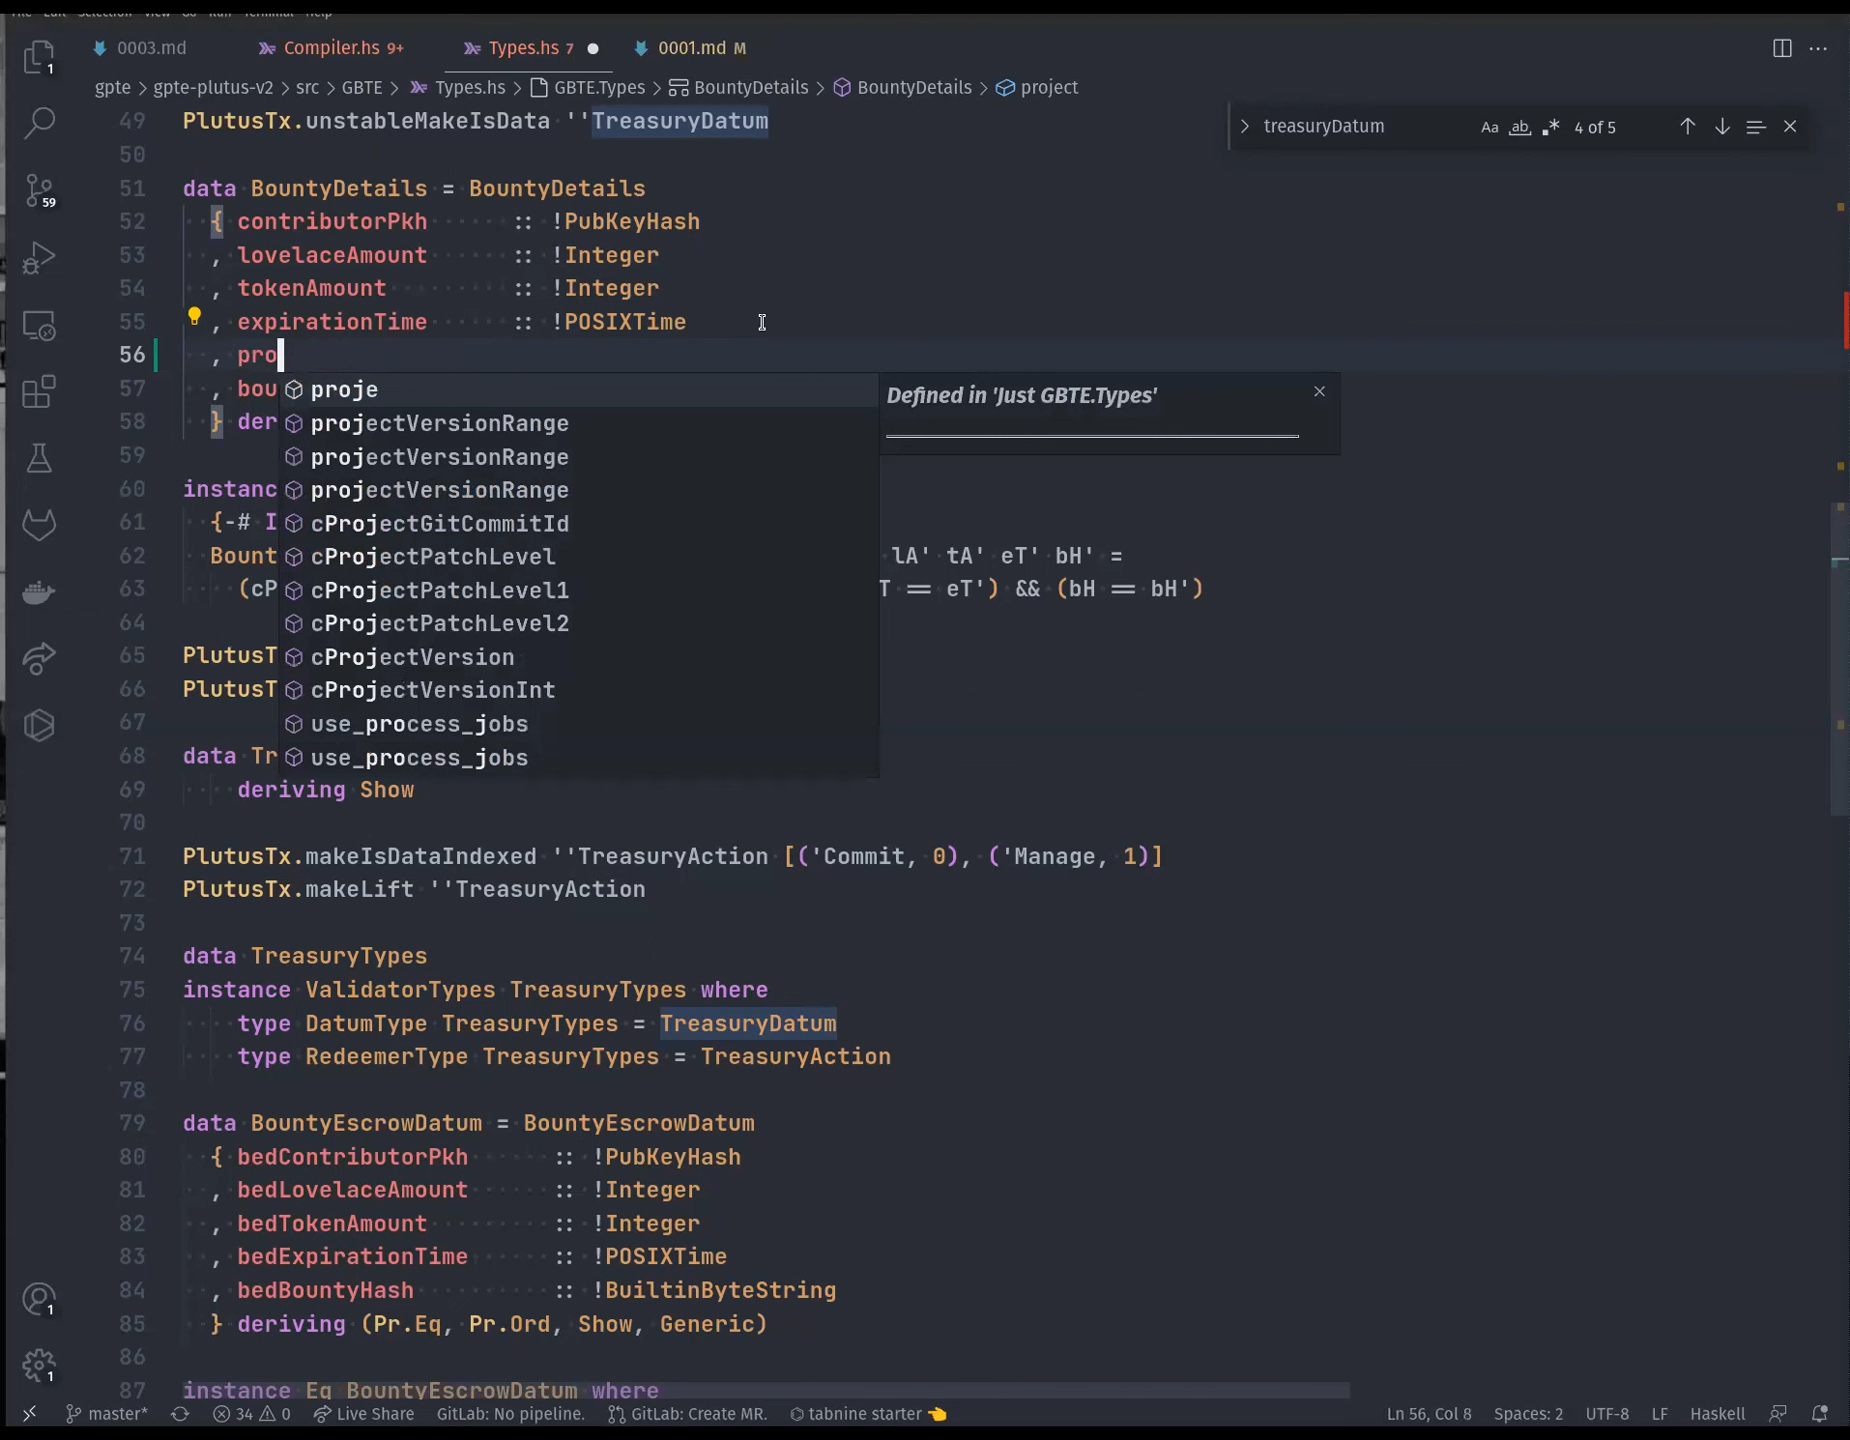 0003.md Compiler.hs 9+ Types.hs 7 0001.md M
gpte > gpte-plutus-v2 > src > GBTE > Types.hs > GBTE.Types > BountyDetails > BountyDetails > project
treasuryDatum Aa ab 4 of 5
49 PlutusTx.unstableMakeIsData ''TreasuryDatum
50
51 data BountyDetails = BountyDetails
52 { contributorPkh :: !PubKeyHash
53 , lovelaceAmount :: !Integer
54 , tokenAmount :: !Integer
55 , expirationTime :: !POSIXTime
56 , pro
57 , bou
58 } der
59
60 instanc
61 {-# I
62 Bount lA' tA' eT' bH' =
63 (cP T == eT') && (bH == bH')
65 PlutusT
66 PlutusT
67
68 data Tr
proje
projectVersionRange
projectVersionRange
projectVersionRange
cProjectGitCommitId
cProjectPatchLevel
cProjectPatchLevel1
cProjectPatchLevel2
cProjectVersion
cProjectVersionInt
use_process_jobs
use_process_jobs
Defined in 'Just GBTE.Types'
69 deriving Show
70
71 PlutusTx.makeIsDataIndexed ''TreasuryAction [('Commit, 0), ('Manage, 1)]
72 PlutusTx.makeLift ''TreasuryAction
73
74 data TreasuryTypes
75 instance ValidatorTypes TreasuryTypes where
76 type DatumType TreasuryTypes = TreasuryDatum
77 type RedeemerType TreasuryTypes = TreasuryAction
78
79 data BountyEscrowDatum = BountyEscrowDatum
80 { bedContributorPkh :: !PubKeyHash
81 , bedLovelaceAmount :: !Integer
82 , bedTokenAmount :: !Integer
83 , bedExpirationTime :: !POSIXTime
84 , bedBountyHash :: !BuiltinByteString
85 } deriving (Pr.Eq, Pr.Ord, Show, Generic)
86
87 instance Eq BountyEscrowDatum where
1
59
1
1
master* 34 0 Live Share GitLab: No pipeline. GitLab: Create MR. tabnine starter Ln 56, Col 8 Spaces: 2 UTF-8 LF Haskell